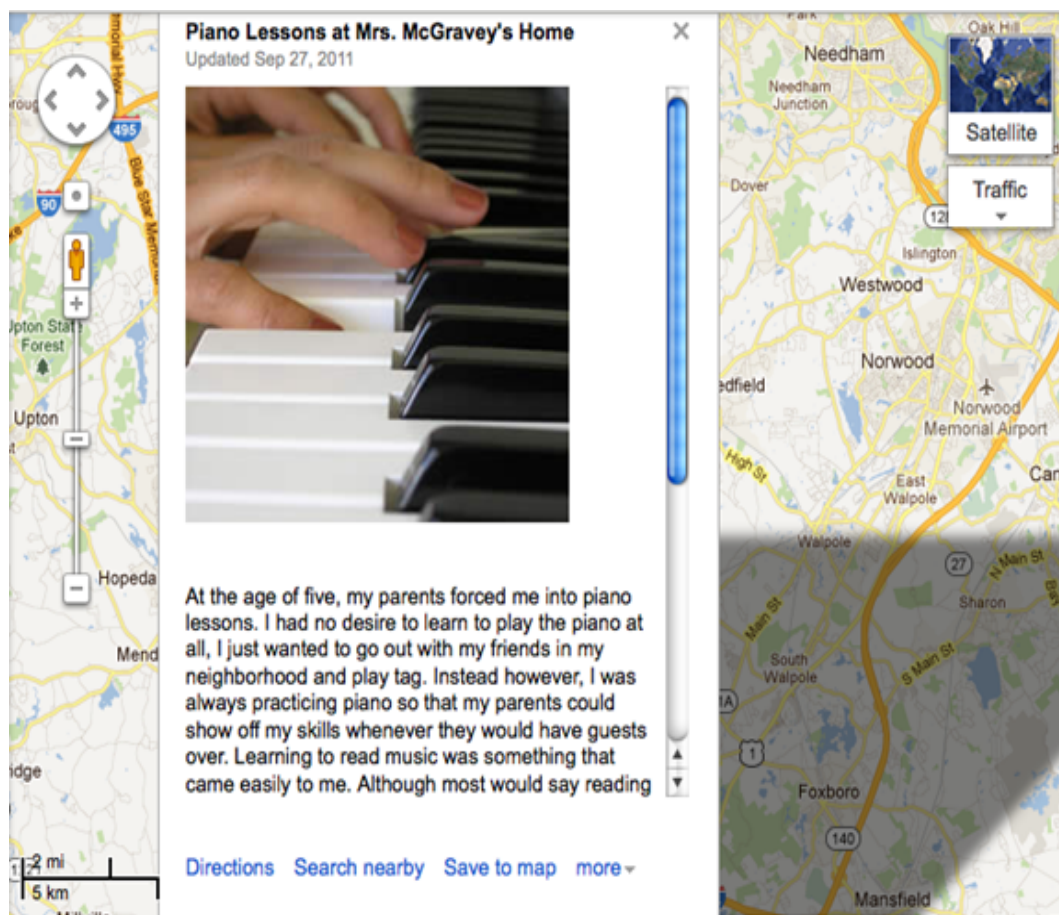 Piano Lessons at Mrs. McGravey's Home
Updated Sep 27, 2011
At the age of five, my parents forced me into piano
lessons. I had no desire to learn to play the piano at
all, I just wanted to go out with my friends in my
neighborhood and play tag. Instead however, I was
always practicing piano so that my parents could
show off my skills whenever they would have guests
over. Learning to read music was something that
came easily to me. Although most would say reading
Directions Search nearby Save to map more
495
Blue Star
90
Upton State
Forest
Upton
Hopeda
Mend
2 mi
5 km
Park
Oak Hill
Needham
Needham
Junction
Satellite
Traffic
Dover
Islington
Westwood
Norwood
edfield
Norwood
Memorial Airport
High St
East
Walpole
Walpole
27
N Main St
Sharon
Main St
South
Walpole
S Main St
1A
1
Foxboro
140
Mansfield